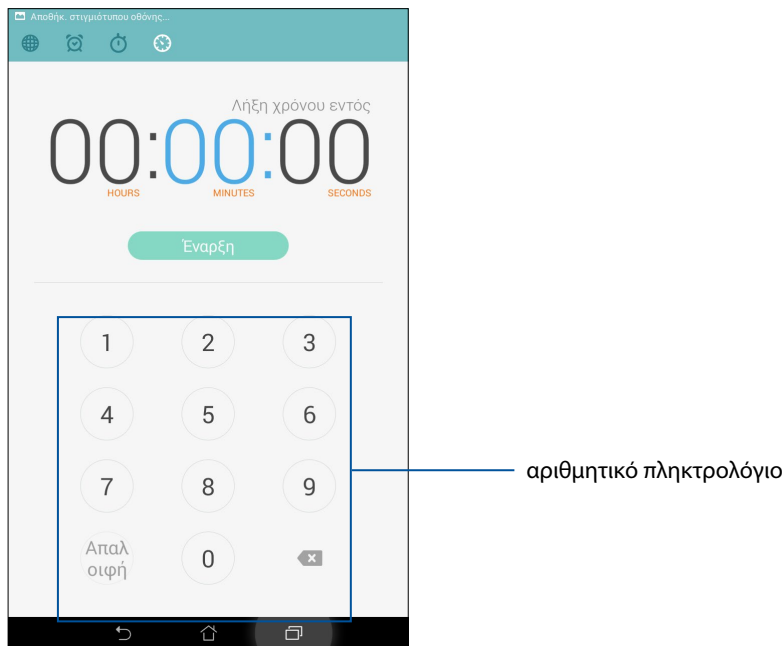 Αποθήκ. στιγμιότυπου οθόνης...
Λήξη χρόνου εντός
00:00:00
HOURS MINUTES SECONDS
Έναρξη
1 2 3
4 5 6
αριθμητικό πληκτρολόγιο
7 8 9
Απαλ
οιφή 0